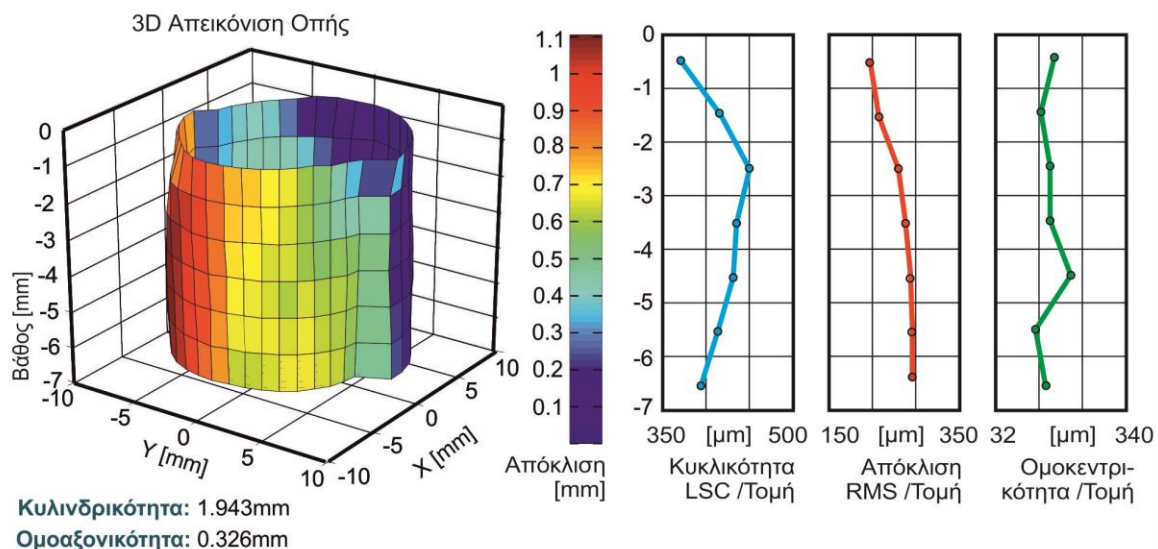 3D Απεικόνιση Οπής
0
-1
-2
-3
-4
-5
-6
-7
Βάθος [mm]
-10
-5
0
5
10
Y [mm]
-10
-5
0
5
10
X [mm]
1.1
1
0.9
0.8
0.7
0.6
0.5
0.4
0.3
0.2
0.1
Απόκλιση
[mm]
0
-1
-2
-3
-4
-5
-6
-7
350 [μm] 500
Κυκλικότητα
LSC /Τομή
150 [μm] 350
Απόκλιση
RMS /Τομή
32 [μm] 340
Ομοκεντρι-
κότητα /Τομή
Κυλινδρικότητα: 1.943mm
Ομοαξονικότητα: 0.326mm